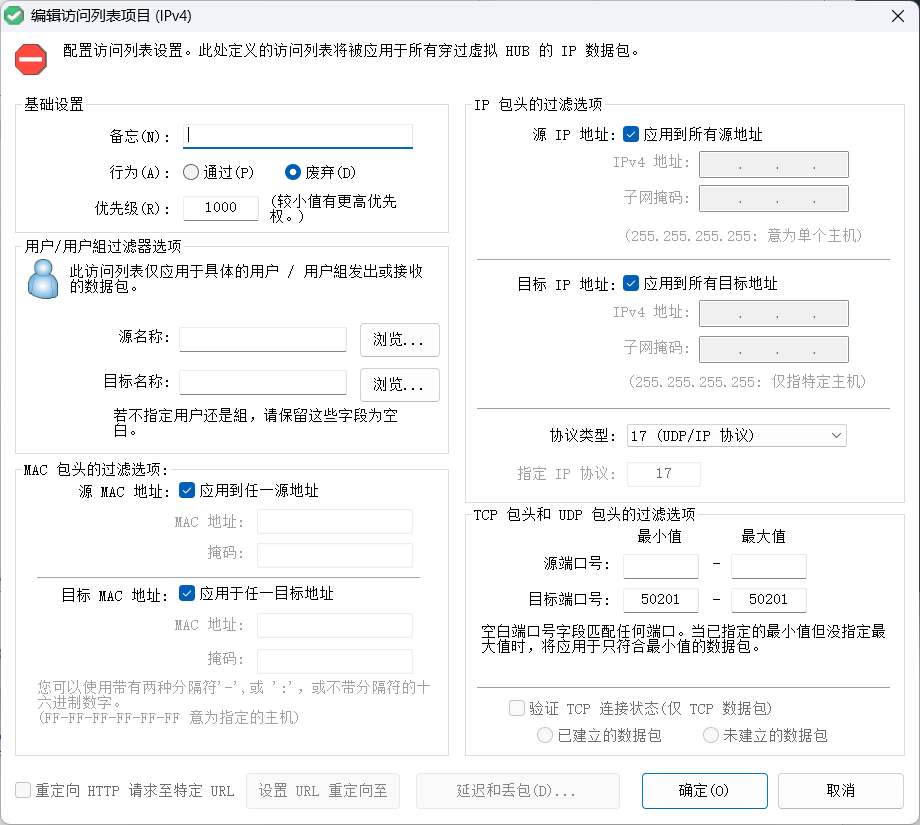 编辑访问列表项目 (IPv4)
配置访问列表设置。此处定义的访问列表将被应用于所有穿过虚拟 HUB 的 IP 数据包。
基础设置
备忘(N):
行为(A): 通过(P) 废弃(D)
优先级(R): 1000 (较小值有更高优先
权。)
用户/用户组过滤器选项
此访问列表仅应用于具体的用户 / 用户組发出或接收
的数据包。
源名称: 浏览...
目标名称: 浏览...
若不指定用户还是組，请保留这些字段为空
白。
MAC 包头的过滤选项:
源 MAC 地址: 应用到任一源地址
MAC 地址:
掩码:
目标 MAC 地址: 应用于任一目标地址
MAC 地址:
掩码:
您可以使用带有两种分隔符'-',或 ':'，或不带分隔符的十
六进制数字。
(FF-FF-FF-FF-FF-FF 意为指定的主机)
IP 包头的过滤选项
源 IP 地址: 应用到所有源地址
IPv4 地址: . . .
子网掩码: . . .
(255.255.255.255: 意为单个主机)
目标 IP 地址: 应用到所有目标地址
IPv4 地址: . . .
子网掩码: . . .
(255.255.255.255: 仅指特定主机)
协议类型: 17 (UDP/IP 协议)
指定 IP 协议: 17
TCP 包头和 UDP 包头的过滤选项
最小值 最大值
源端口号: -
目标端口号: 50201 - 50201
空白端口号字段匹配任何端口。当已指定的最小值但没指定最
大值时，将应用于只符合最小值的数据包。
验证 TCP 连接状态(仅 TCP 数据包)
已建立的数据包 未建立的数据包
重定向 HTTP 请求至特定 URL 设置 URL 重定向至 延迟和丢包(D)... 确定(O) 取消